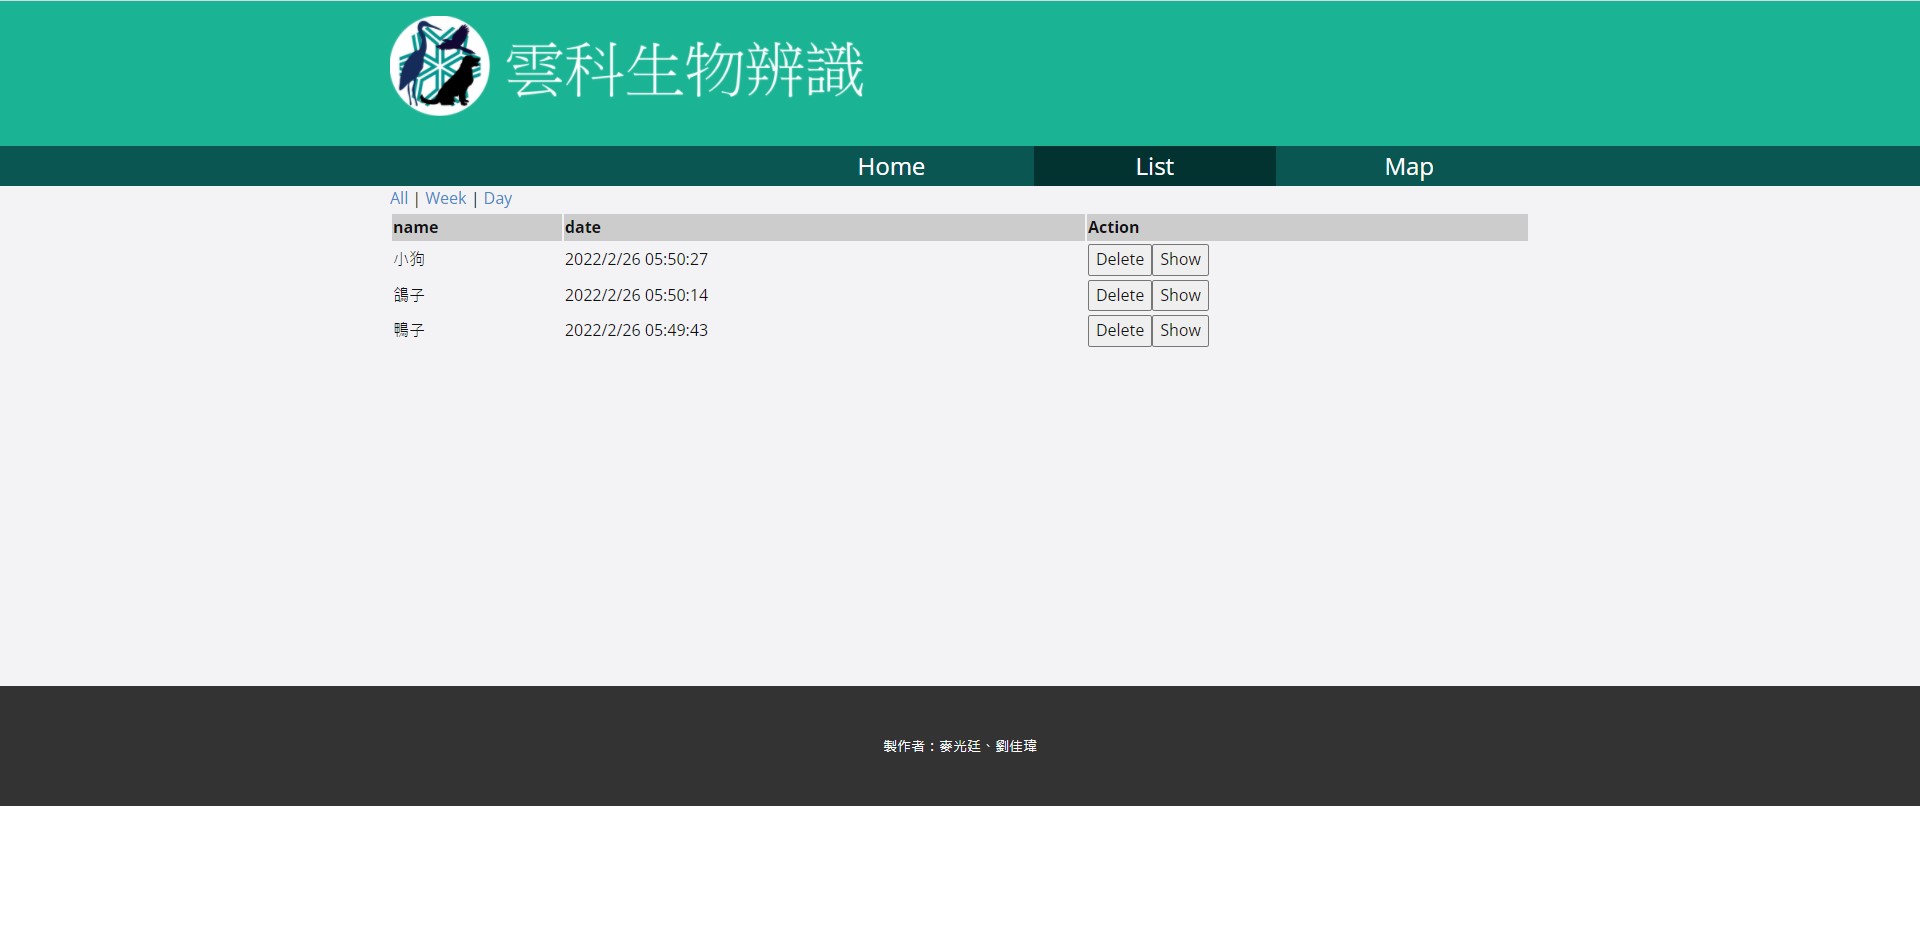 雲科生物辨識
Home List Map
All | Week | Day
name date Action
小狗 2022/2/26 05:50:27 Delete Show
鴿子 2022/2/26 05:50:14 Delete Show
鴨子 2022/2/26 05:49:43 Delete Show
製作者：麥光廷、劉佳瑋